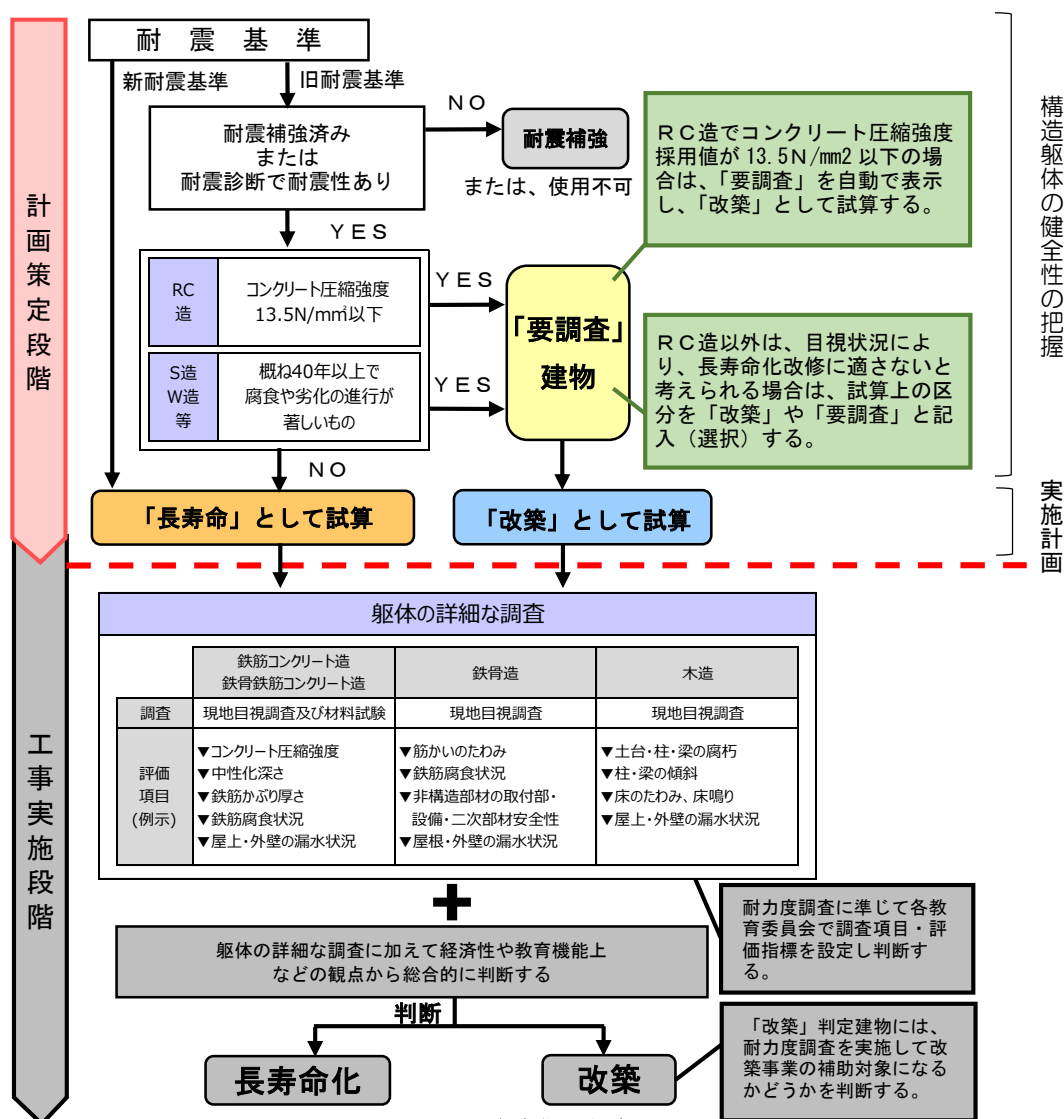 耐震基準
新耐震基準
旧耐震基準
耐震補強済み
または
耐震診断で耐震性あり
ＮＯ
耐震補強
または、使用不可
ＹＥＳ
RC
造
コンクリート圧縮強度
13.5N/m㎡以下
ＹＥＳ
S造
W造
等
概ね40年以上で
腐食や劣化の進行が
著しいもの
ＹＥＳ
「要調査」
建物
ＲＣ造でコンクリート圧縮強度
採用値が 13.5Ｎ/mm2 以下の場
合は、「要調査」を自動で表示
し、「改築」として試算する。
ＲＣ造以外は、目視状況によ
り、長寿命化改修に適さないと
考えられる場合は、試算上の区
分を「改築」や「要調査」と記
入（選択）する。
ＮＯ
「長寿命」として試算
「改築」として試算
計画策定段階
構造躯体の健全性の把握
実施計画
工事実施段階
躯体の詳細な調査
鉄筋コンクリート造
鉄骨鉄筋コンクリート造
鉄骨造
木造
調査
現地目視調査及び材料試験
現地目視調査
現地目視調査
評価
項目
(例示)
▼コンクリート圧縮強度
▼中性化深さ
▼鉄筋かぶり厚さ
▼鉄筋腐食状況
▼屋上・外壁の漏水状況
▼筋かいのたわみ
▼鉄筋腐食状況
▼非構造部材の取付部・
設備・二次部材安全性
▼屋根・外壁の漏水状況
▼土台・柱・梁の腐朽
▼柱・梁の傾斜
▼床のたわみ、床鳴り
▼屋上・外壁の漏水状況
耐力度調査に準じて各教
育委員会で調査項目・評
価指標を設定し判断す
る。
躯体の詳細な調査に加えて経済性や教育機能上
などの観点から総合的に判断する
判断
長寿命化
改築
「改築」判定建物には、
耐力度調査を実施して改
築事業の補助対象になる
かどうかを判断する。